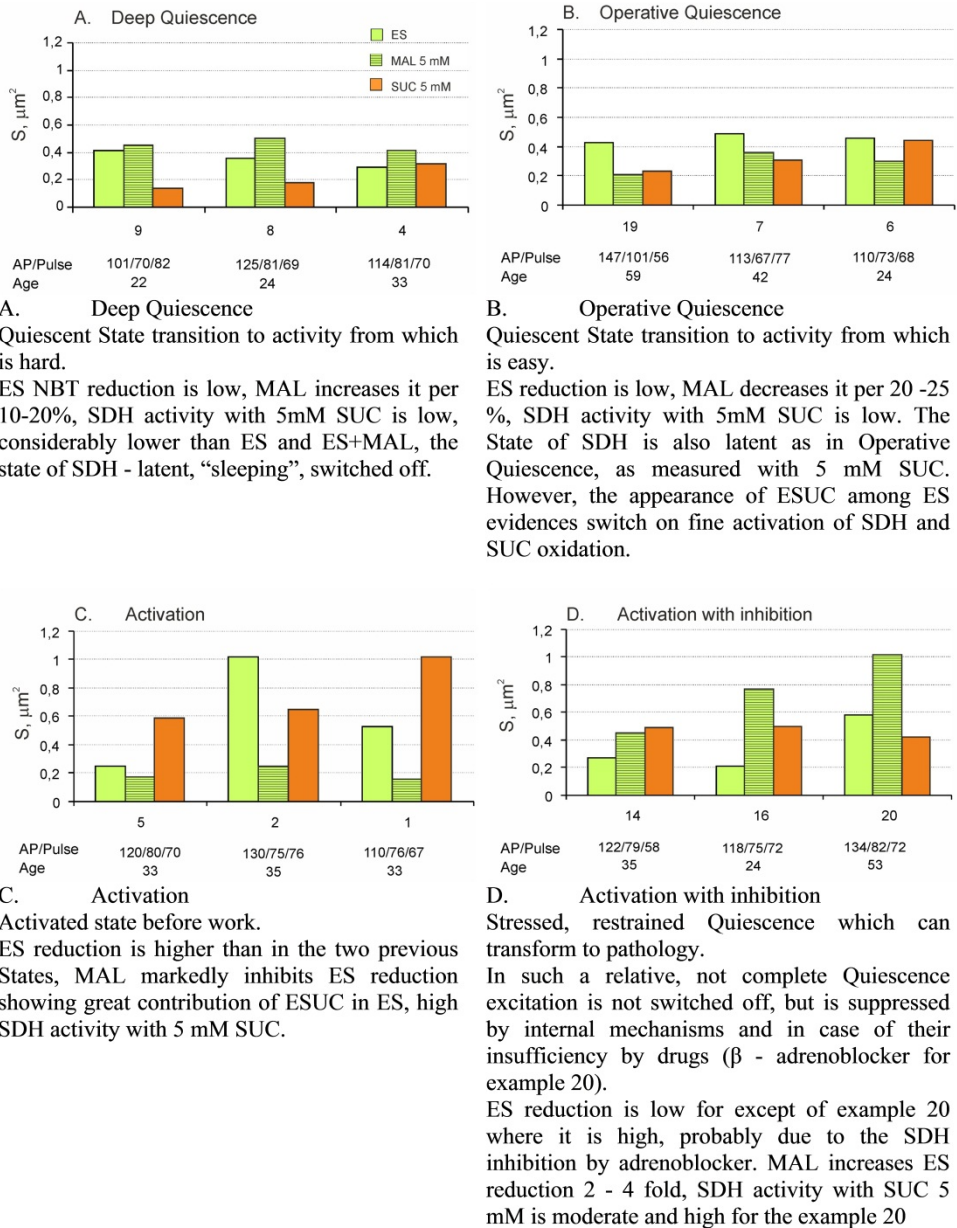 A. Deep Quiescence
1,2
1
0,8
0,6
0,4
0,2
0
S, μm²
ES
MAL 5 mM
SUC 5 mM
9 8 4
AP/Pulse 101/70/82 125/81/69 114/81/70
Age 22 24 33
A. Deep Quiescence
Quiescent State transition to activity from which
is hard.
ES NBT reduction is low, MAL increases it per
10-20%, SDH activity with 5mM SUC is low,
considerably lower than ES and ES+MAL, the
state of SDH - latent, “sleeping”, switched off.
B. Operative Quiescence
1,2
1
0,8
0,6
0,4
0,2
0
S, μm²
19 7 6
AP/Pulse 147/101/56 113/67/77 110/73/68
Age 59 42 24
B. Operative Quiescence
Quiescent State transition to activity from which
is easy.
ES reduction is low, MAL decreases it per 20 -25
%, SDH activity with 5mM SUC is low. The
State of SDH is also latent as in Operative
Quiescence, as measured with 5 mM SUC.
However, the appearance of ESUC among ES
evidences switch on fine activation of SDH and
SUC oxidation.
C. Activation
1,2
1
0,8
0,6
0,4
0,2
0
S, μm²
5 2 1
AP/Pulse 120/80/70 130/75/76 110/76/67
Age 33 35 33
C. Activation
Activated state before work.
ES reduction is higher than in the two previous
States, MAL markedly inhibits ES reduction
showing great contribution of ESUC in ES, high
SDH activity with 5 mM SUC.
D. Activation with inhibition
1,2
1
0,8
0,6
0,4
0,2
0
S, μm²
14 16 20
AP/Pulse 122/79/58 118/75/72 134/82/72
Age 35 24 53
D. Activation with inhibition
Stressed, restrained Quiescence which can
transform to pathology.
In such a relative, not complete Quiescence
excitation is not switched off, but is suppressed
by internal mechanisms and in case of their
insufficiency by drugs (β - adrenoblocker for
example 20).
ES reduction is low for except of example 20
where it is high, probably due to the SDH
inhibition by adrenoblocker. MAL increases ES
reduction 2 - 4 fold, SDH activity with SUC 5
mM is moderate and high for the example 20